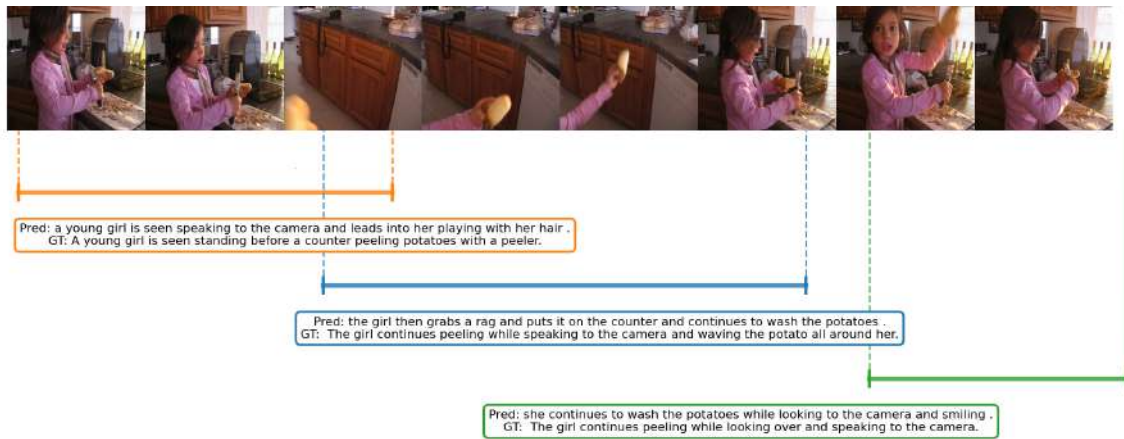 Pred: a young girl is seen speaking to the camera and leads into her playing with her hair .
GT: A young girl is seen standing before a counter peeling potatoes with a peeler.
Pred: the girl then grabs a rag and puts it on the counter and continues to wash the potatoes .
GT: The girl continues peeling while speaking to the camera and waving the potato all around her.
Pred: she continues to wash the potatoes while looking to the camera and smiling .
GT: The girl continues peeling while looking over and speaking to the camera.